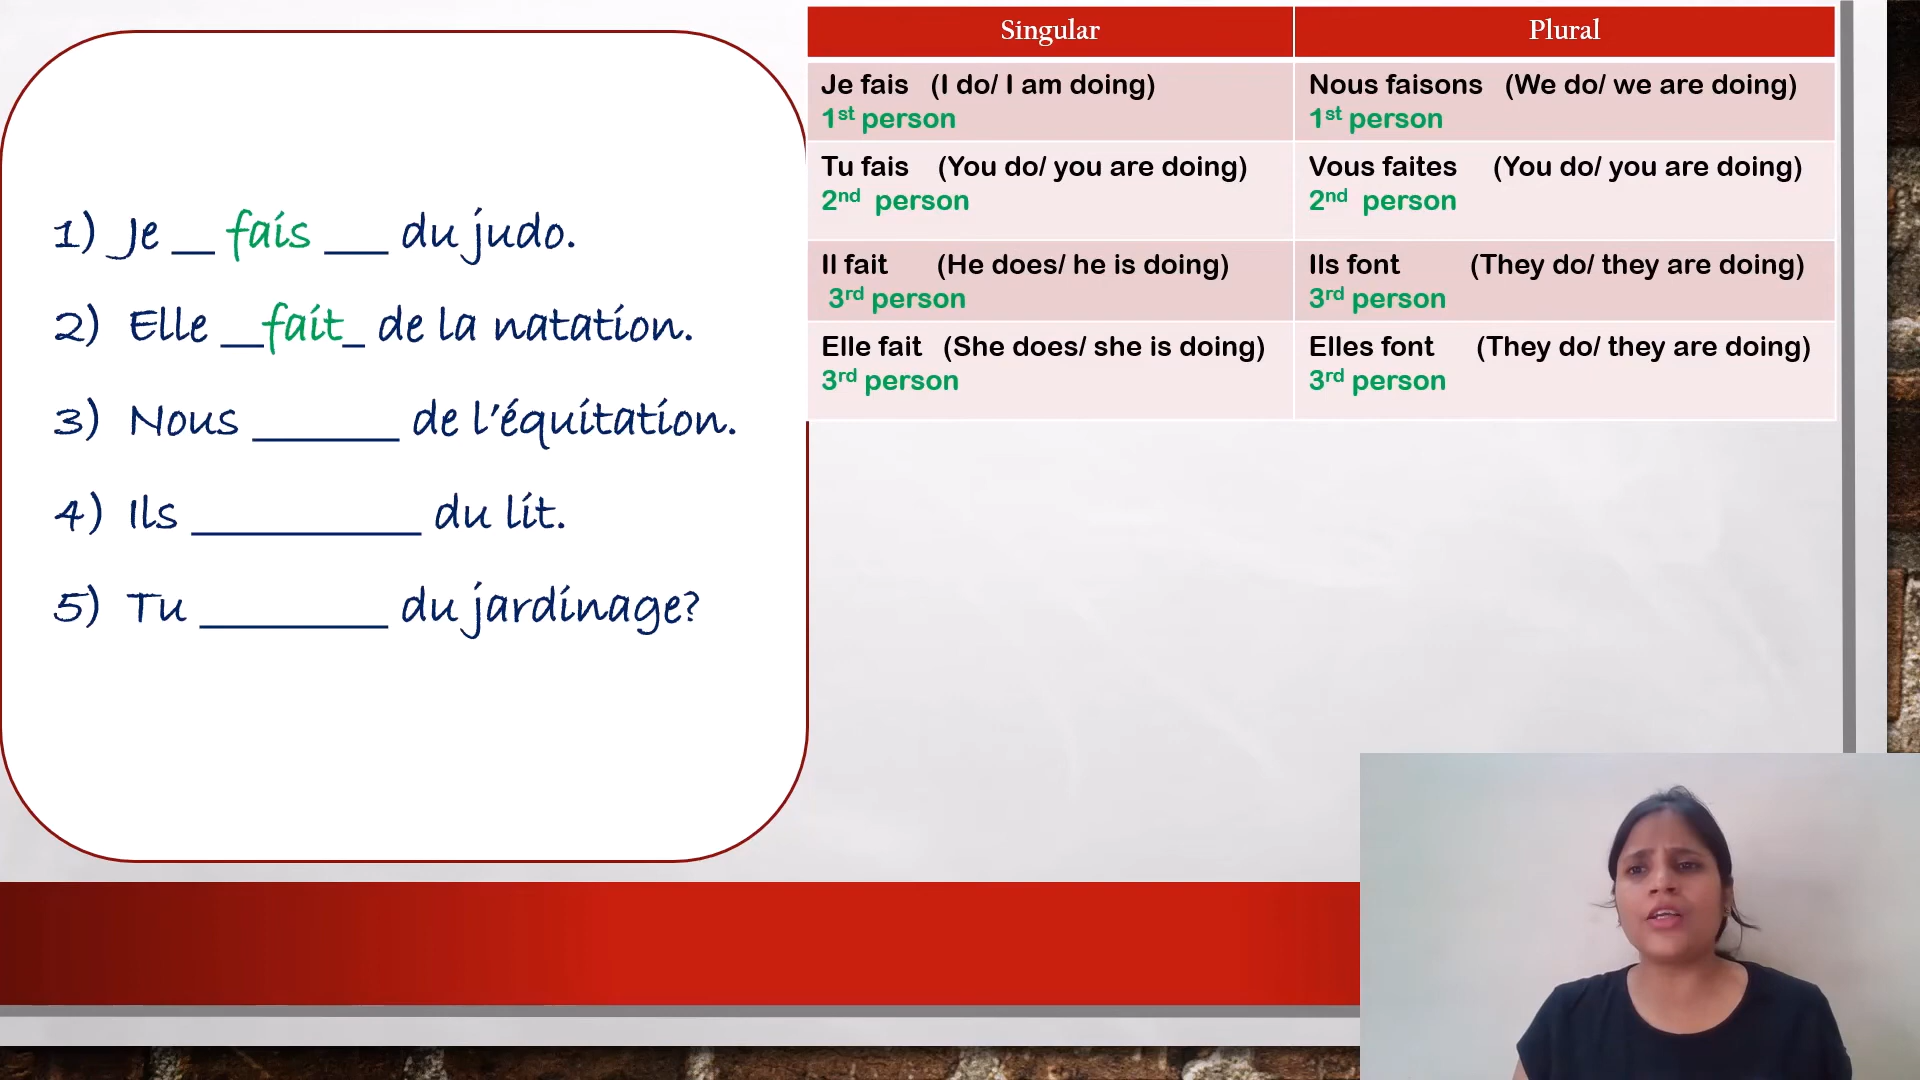 1) Je __ fais ___ du judo.
2) Elle __fait_ de la natation.
3) Nous _______ de l’équitation.
4) Ils ___________ du lit.
5) Tu _________ du jardinage?
Singular Plural
Je fais (I do/ I am doing) Nous faisons (We do/ we are doing)
1st person 1st person
Tu fais (You do/ you are doing) Vous faites (You do/ you are doing)
2nd person 2nd person
Il fait (He does/ he is doing) Ils font (They do/ they are doing)
3rd person 3rd person
Elle fait (She does/ she is doing) Elles font (They do/ they are doing)
3rd person 3rd person